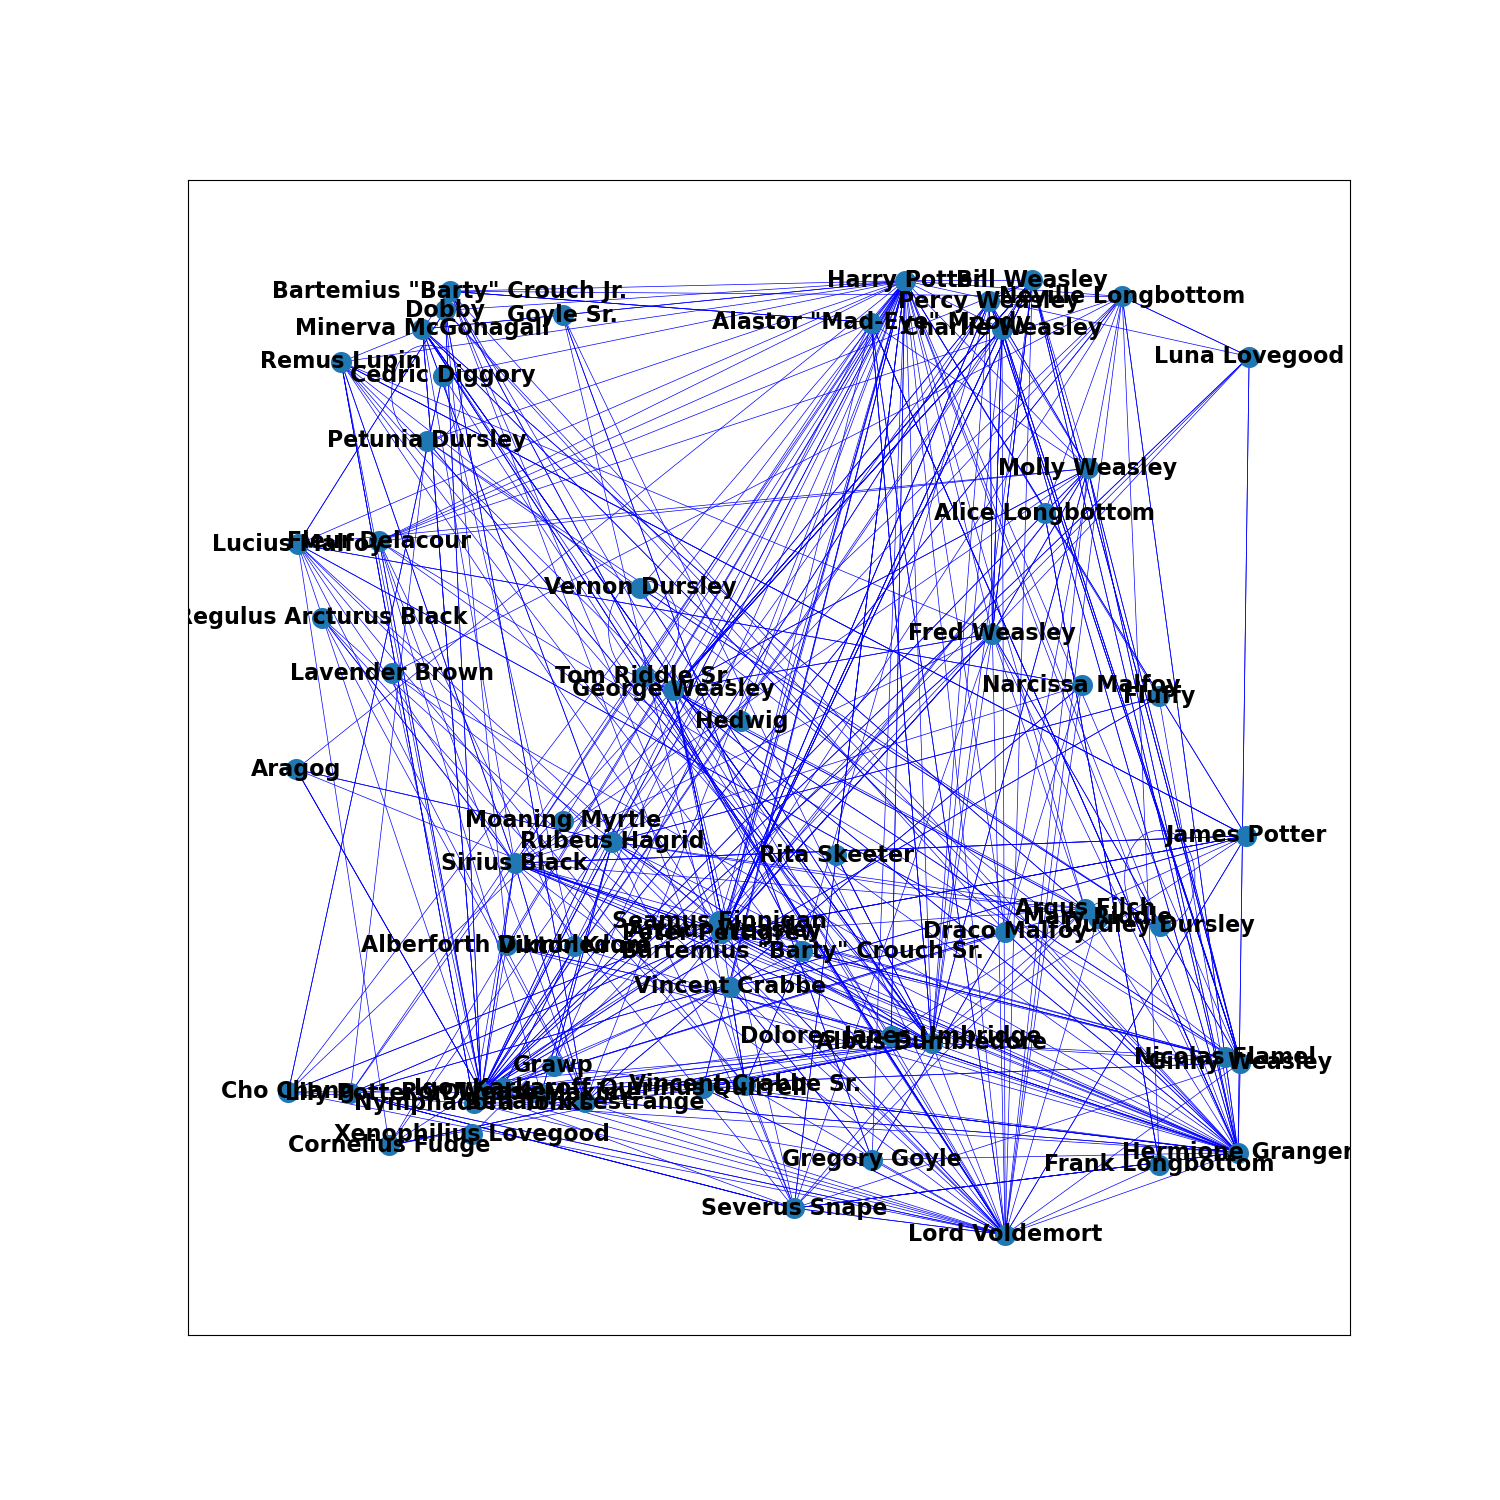 Harry Potter
Bill Weasley
Bartemius "Barty" Crouch Jr.
Neville Longbottom
Percy Weasley
Dobby
Goyle Sr.
Alastor "Mad-Eye" Moody
Minerva McGonagall
Charlie Weasley
Luna Lovegood
Remus Lupin
Cedric Diggory
Petunia Dursley
Molly Weasley
Alice Longbottom
Lucius Malfoy
Fleur Delacour
Vernon Dursley
Regulus Arcturus Black
Fred Weasley
Lavender Brown
Tom Riddle Sr.
George Weasley
Narcissa Malfoy
Fluffy
Hedwig
Aragog
Moaning Myrtle
Rubeus Hagrid
James Potter
Rita Skeeter
Sirius Black
Argus Filch
Mary Riddle
Seamus Finnigan
Dudley Dursley
Draco Malfoy
Arthur Weasley
Peter Pettigrew
Alberforth Dumbledore
Viktor Krum
Bartemius "Barty" Crouch Sr.
Vincent Crabbe
Dolores Janes Umbridge
Albus Dumbledore
Nicolas Flamel
Ginny Weasley
Grawp
Vincent Crabbe Sr.
Cho Chang
Lily Potter
Igor Karkaroff
Quirinus Quirrell
Nymphadora Tonks
Lestrange
Xenophilius Lovegood
Cornelius Fudge
Hermione Granger
Gregory Goyle
Frank Longbottom
Severus Snape
Lord Voldemort